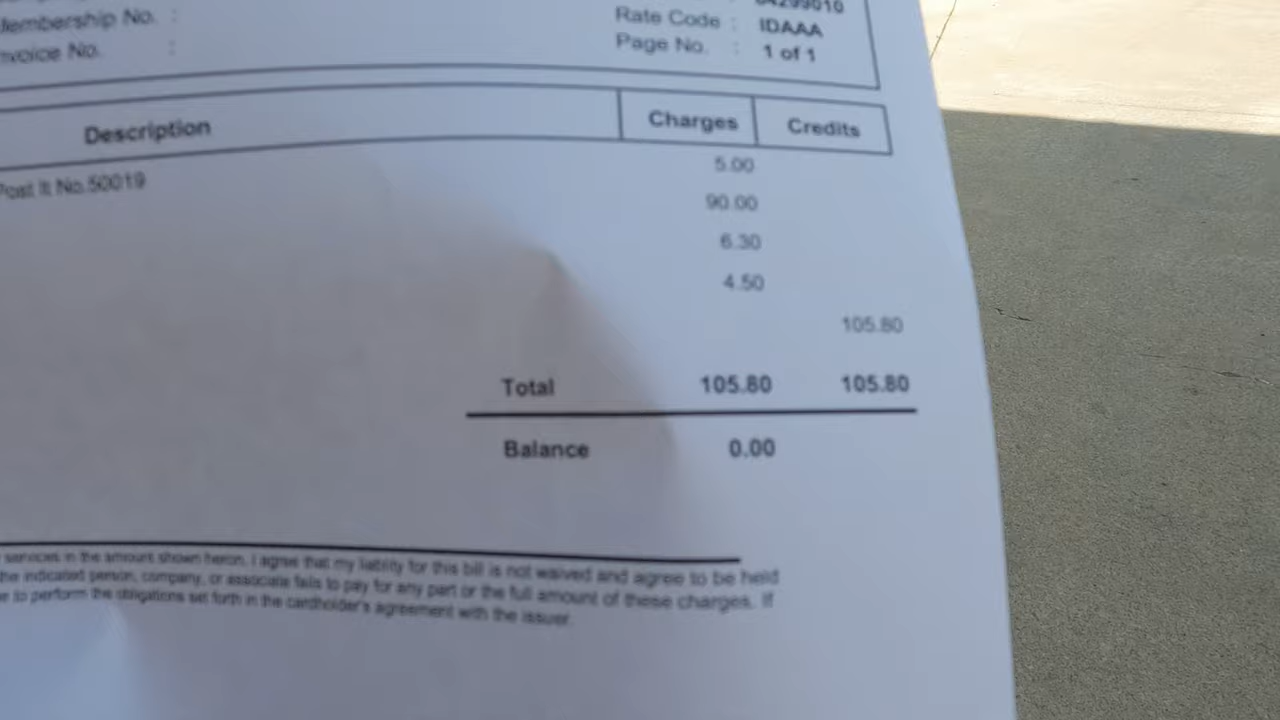 Membership No. :
Invoice No. :
Rate Code : IDAAA
Page No. : 1 of 1
Description Charges Credits
Post It No.50019 5.00
90.00
6.30
4.50
105.80
Total 105.80 105.80
Balance 0.00
services in the amount shown heron. I agree that my liability for this bill is not waived and agree to be held
the indicated person, company, or associate fails to pay for any part or the full amount of these charges. If
to perform the obligations set forth in the cardholder's agreement with the issuer.